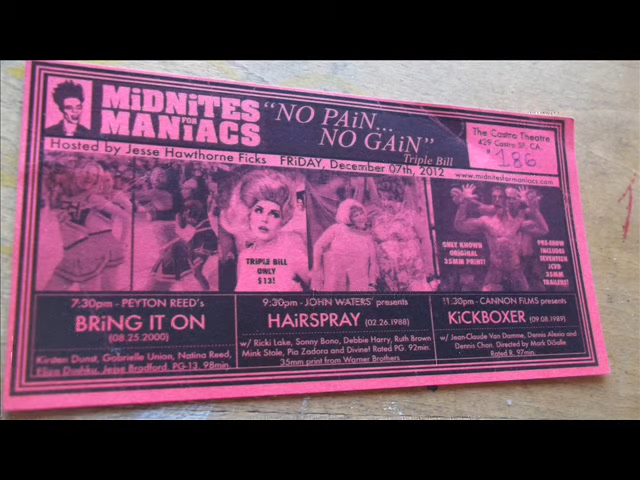 MiDNiTES
FOR
MANiACS
"NO PAiN...
NO GAiN"
Triple Bill
The Castro Theatre
429 Castro SF, CA.
# 186
Hosted by Jesse Hawthorne Ficks FRiDAY, December 07th, 2012
www.midnitesformaniacs.com
TRIPLE BILL
ONLY
$13!
ONLY KNOWN
ORIGINAL
35MM PRINT!
PRE-SHOW
INCLUDES
SEVENTEEN
JCVD
35MM
TRAILERS!
7:30pm - PEYTON REED's
BRiNG IT ON
(08.25.2000)
Kirsten Dunst, Gabrielle Union, Natina Reed,
Eliza Dushku, Jesse Bradford. PG-13. 98min.
9:30pm - JOHN WATERS' presents
HAiRSPRAY (02.26.1988)
w/ Ricki Lake, Sonny Bono, Debbie Harry, Ruth Brown
Mink Stole, Pia Zadora and Divine! Rated PG. 92min.
35mm print from Warner Brothers
11:30pm - CANNON FILMS presents
KiCKBOXER (09.08.1989)
w/ Jean-Claude Van Damme, Dennis Alexio and
Dennis Chan. Directed by Mark DiSalle
Rated R. 97min.